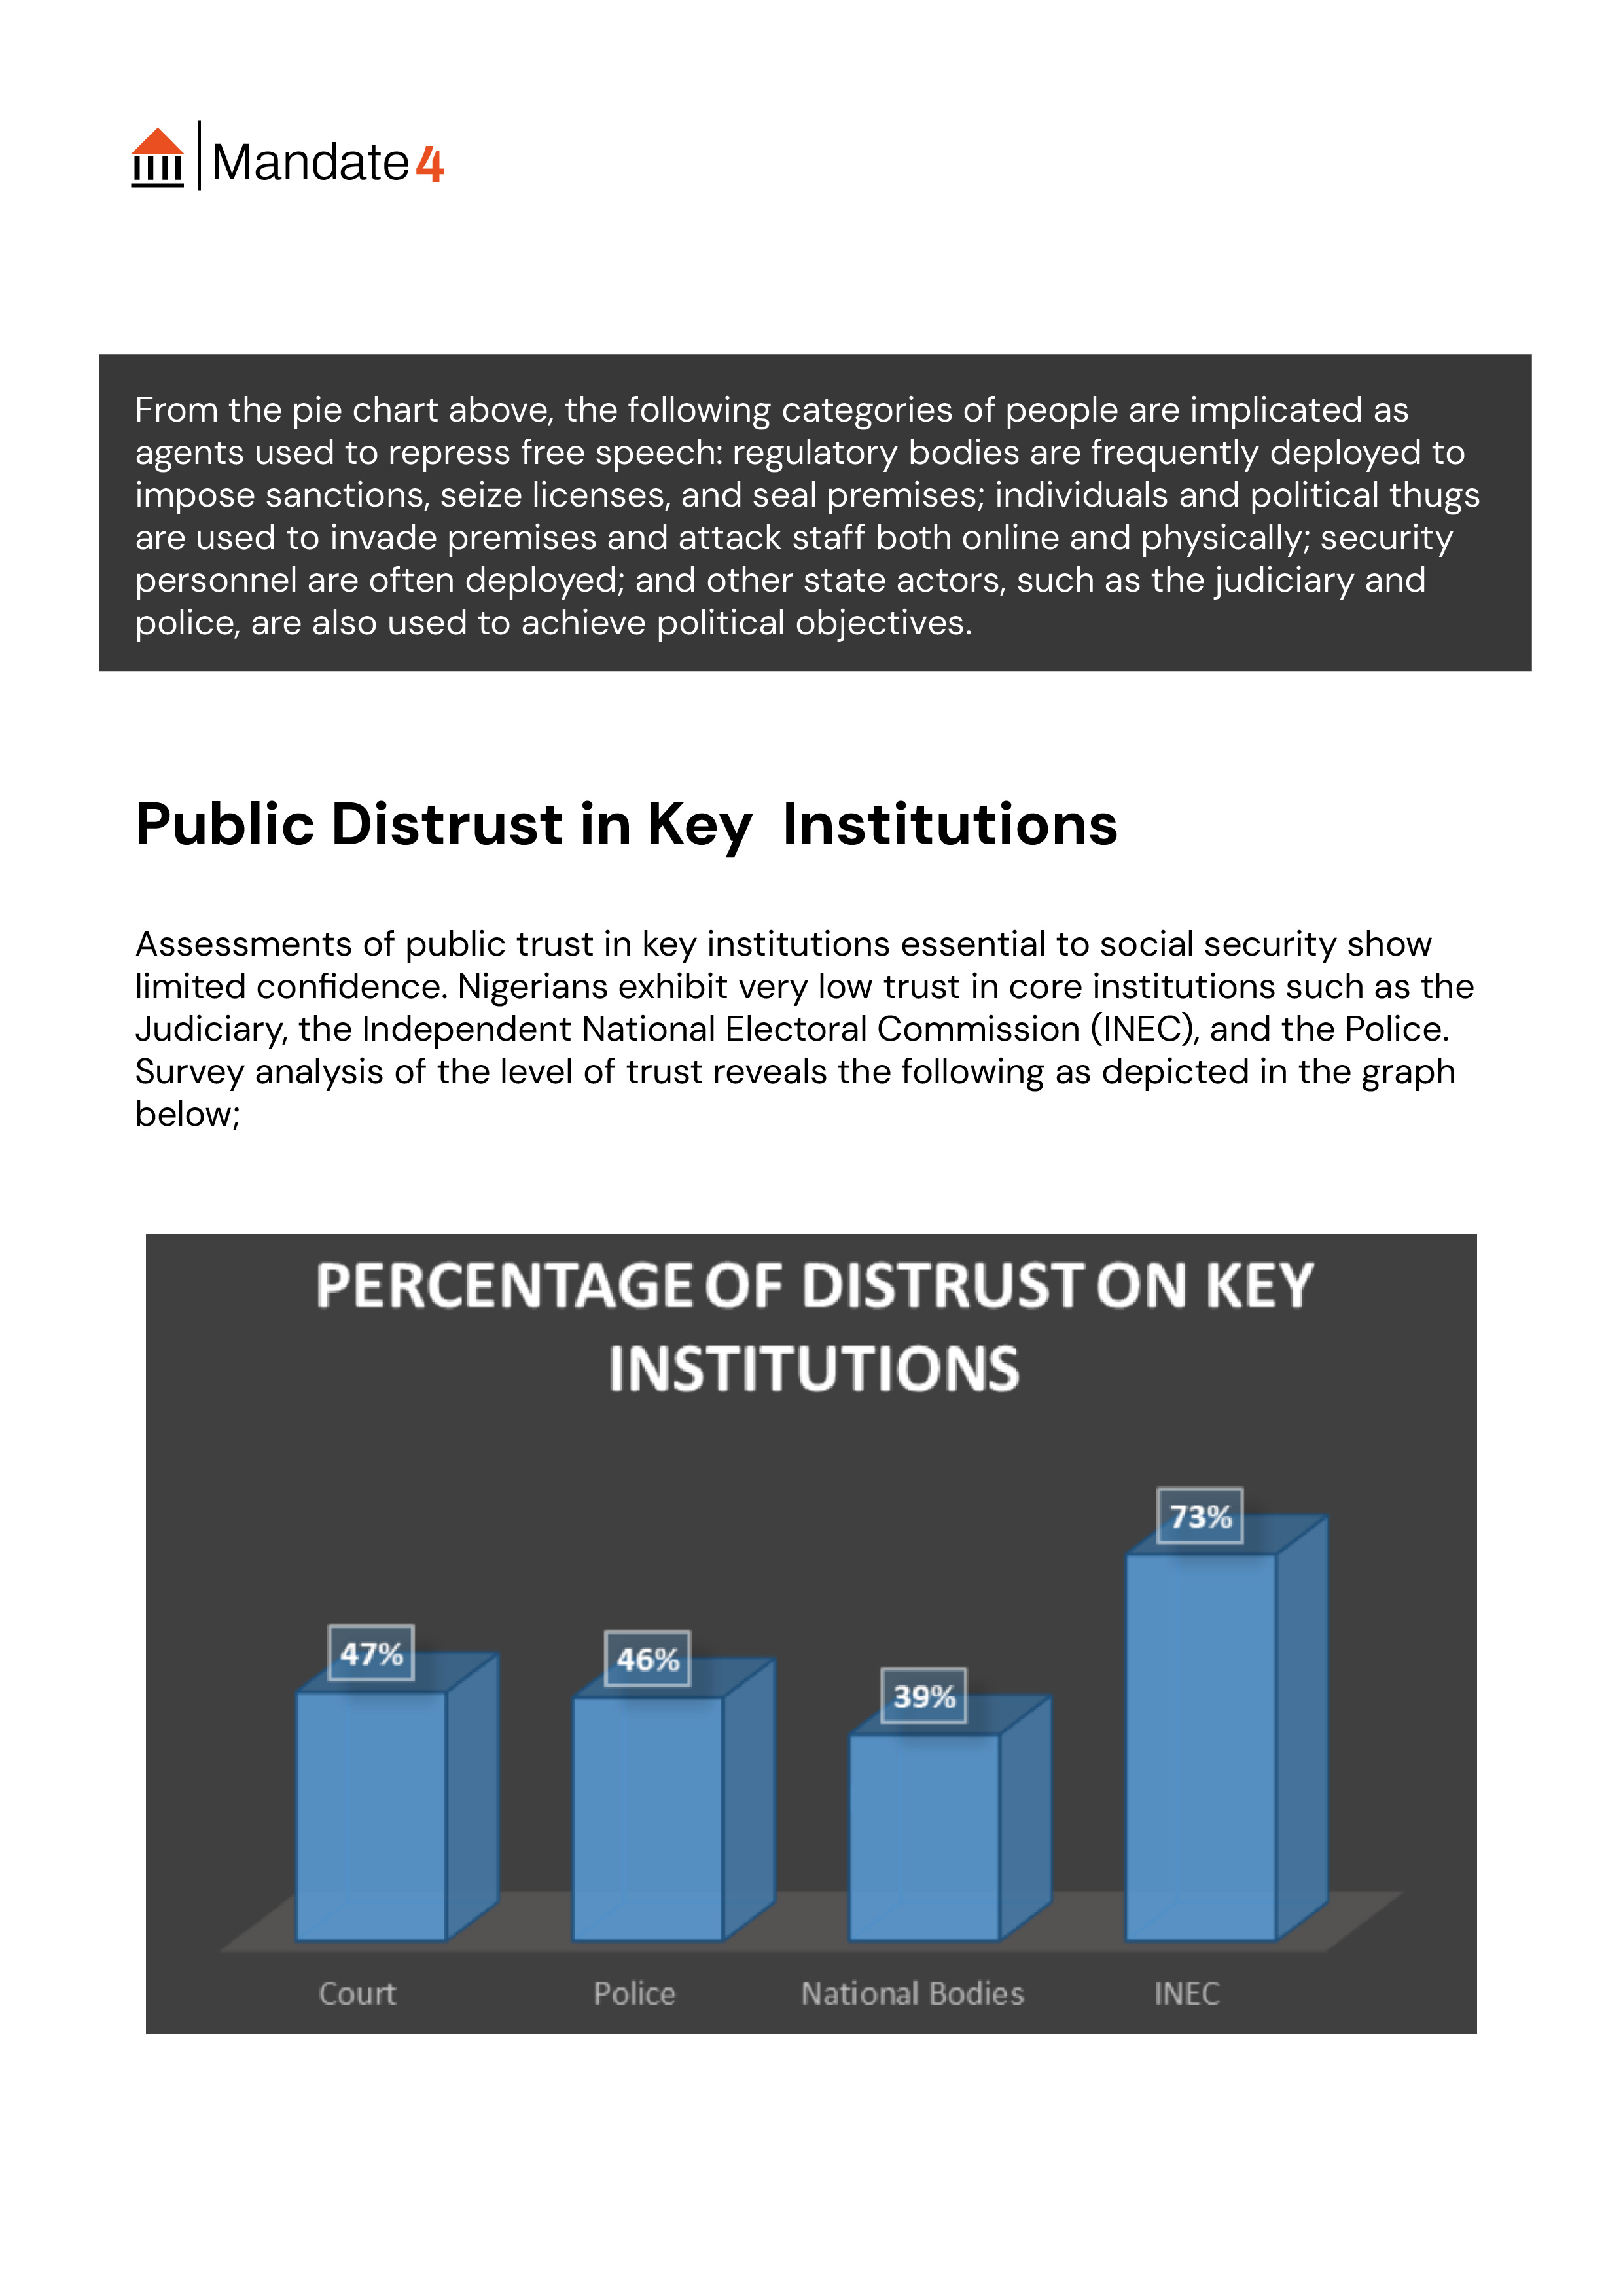 Mandate4
From the pie chart above, the following categories of people are implicated as
agents used to repress free speech: regulatory bodies are frequently deployed to
impose sanctions, seize licenses, and seal premises; individuals and political thugs
are used to invade premises and attack staff both online and physically; security
personnel are often deployed; and other state actors, such as the judiciary and
police, are also used to achieve political objectives.
Public Distrust in Key  Institutions
Assessments of public trust in key institutions essential to social security show
limited confidence. Nigerians exhibit very low trust in core institutions such as the
Judiciary, the Independent National Electoral Commission (INEC), and the Police.
Survey analysis of the level of trust reveals the following as depicted in the graph
below;
PERCENTAGE OF DISTRUST ON KEY
INSTITUTIONS
47%
46%
39%
73%
Court
Police
National Bodies
INEC